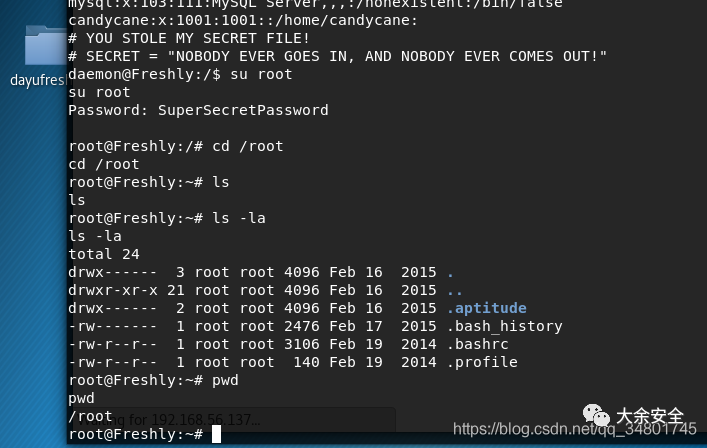 mysql:x:103:111:MySQL Server,,,:/nonexistent:/bin/false
candycane:x:1001:1001::/home/candycane:
# YOU STOLE MY SECRET FILE!
# SECRET = "NOBODY EVER GOES IN, AND NOBODY EVER COMES OUT!"
daemon@Freshly:/$ su root
su root
Password: SuperSecretPassword
root@Freshly:/# cd /root
cd /root
root@Freshly:~# ls
ls
root@Freshly:~# ls -la
ls -la
total 24
drwx------  3 root root 4096 Feb 16  2015 .
drwxr-xr-x 21 root root 4096 Feb 16  2015 ..
drwx------  2 root root 4096 Feb 16  2015 .aptitude
-rw-------  1 root root 2476 Feb 17  2015 .bash_history
-rw-r--r--  1 root root 3106 Feb 19  2014 .bashrc
-rw-r--r--  1 root root  140 Feb 19  2014 .profile
root@Freshly:~# pwd
pwd
/root
root@Freshly:~#
dayufresh
Waiting for 192.168.56.137...
大余安全
https://blog.csdn.net/qq_34801745